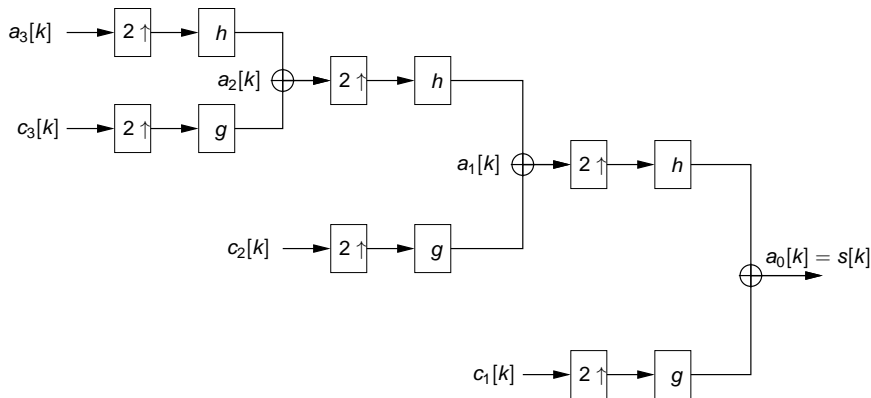 a₃[k] 2 ↑ h
a₂[k] 2 ↑ h
c₃[k] 2 ↑ g
a₁[k] 2 ↑ h
c₂[k] 2 ↑ g
a₀[k] = s[k]
c₁[k] 2 ↑ g